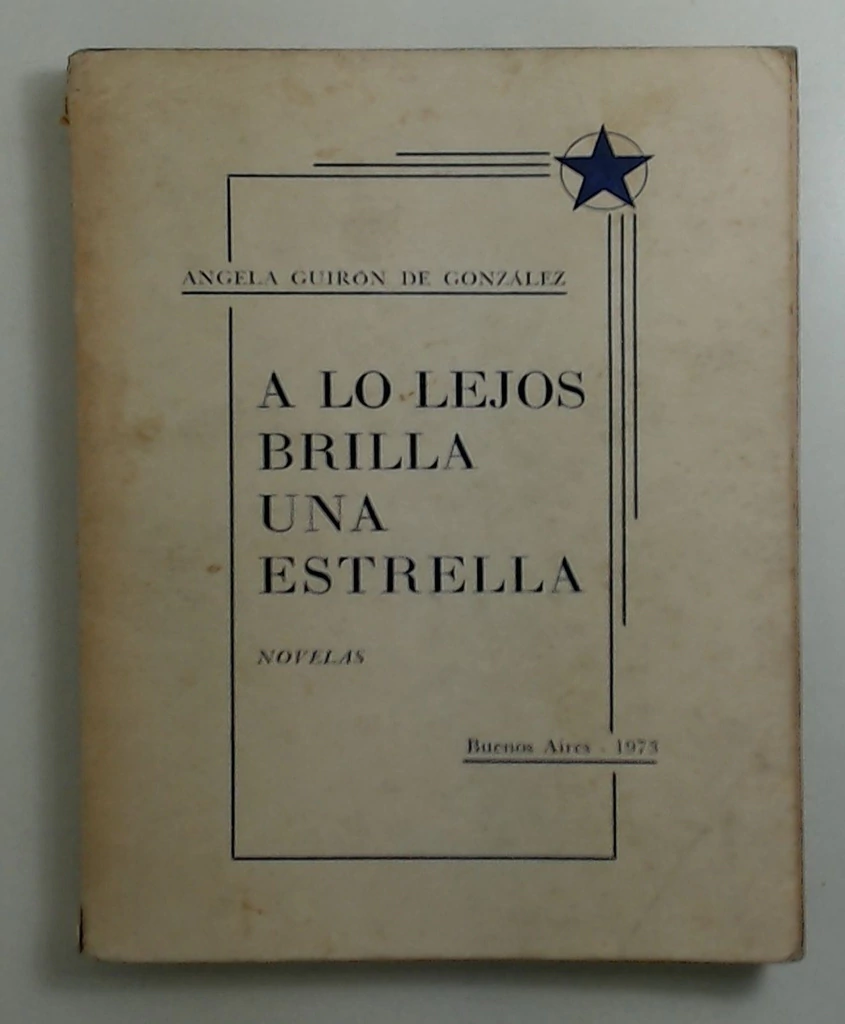 ANGELA GUIRÓN DE GONZÁLEZ
A LO LEJOS
BRILLA
UNA
ESTRELLA
NOVELAS
Buenos Aires - 1973